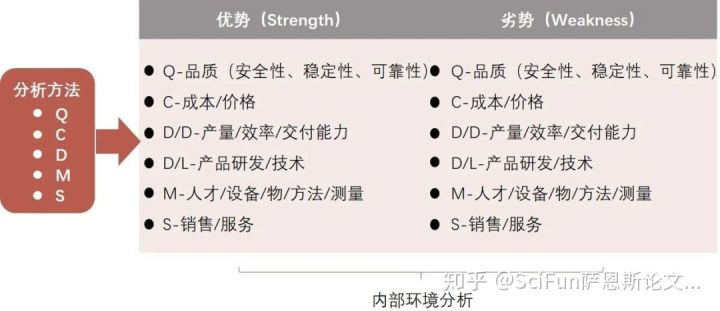 优势（Strength）
劣势（Weakness）
分析方法
● Q
● C
● D
● M
● S
● Q-品质（安全性、稳定性、可靠性）
● C-成本/价格
● D/D-产量/效率/交付能力
● D/L-产品研发/技术
● M-人才/设备/物/方法/测量
● S-销售/服务
● Q-品质（安全性、稳定性、可靠性）
● C-成本/价格
● D/D-产量/效率/交付能力
● D/L-产品研发/技术
● M-人才/设备/物/方法/测量
● S-销售/服务
内部环境分析
知乎 @SciFun萨恩斯论文...